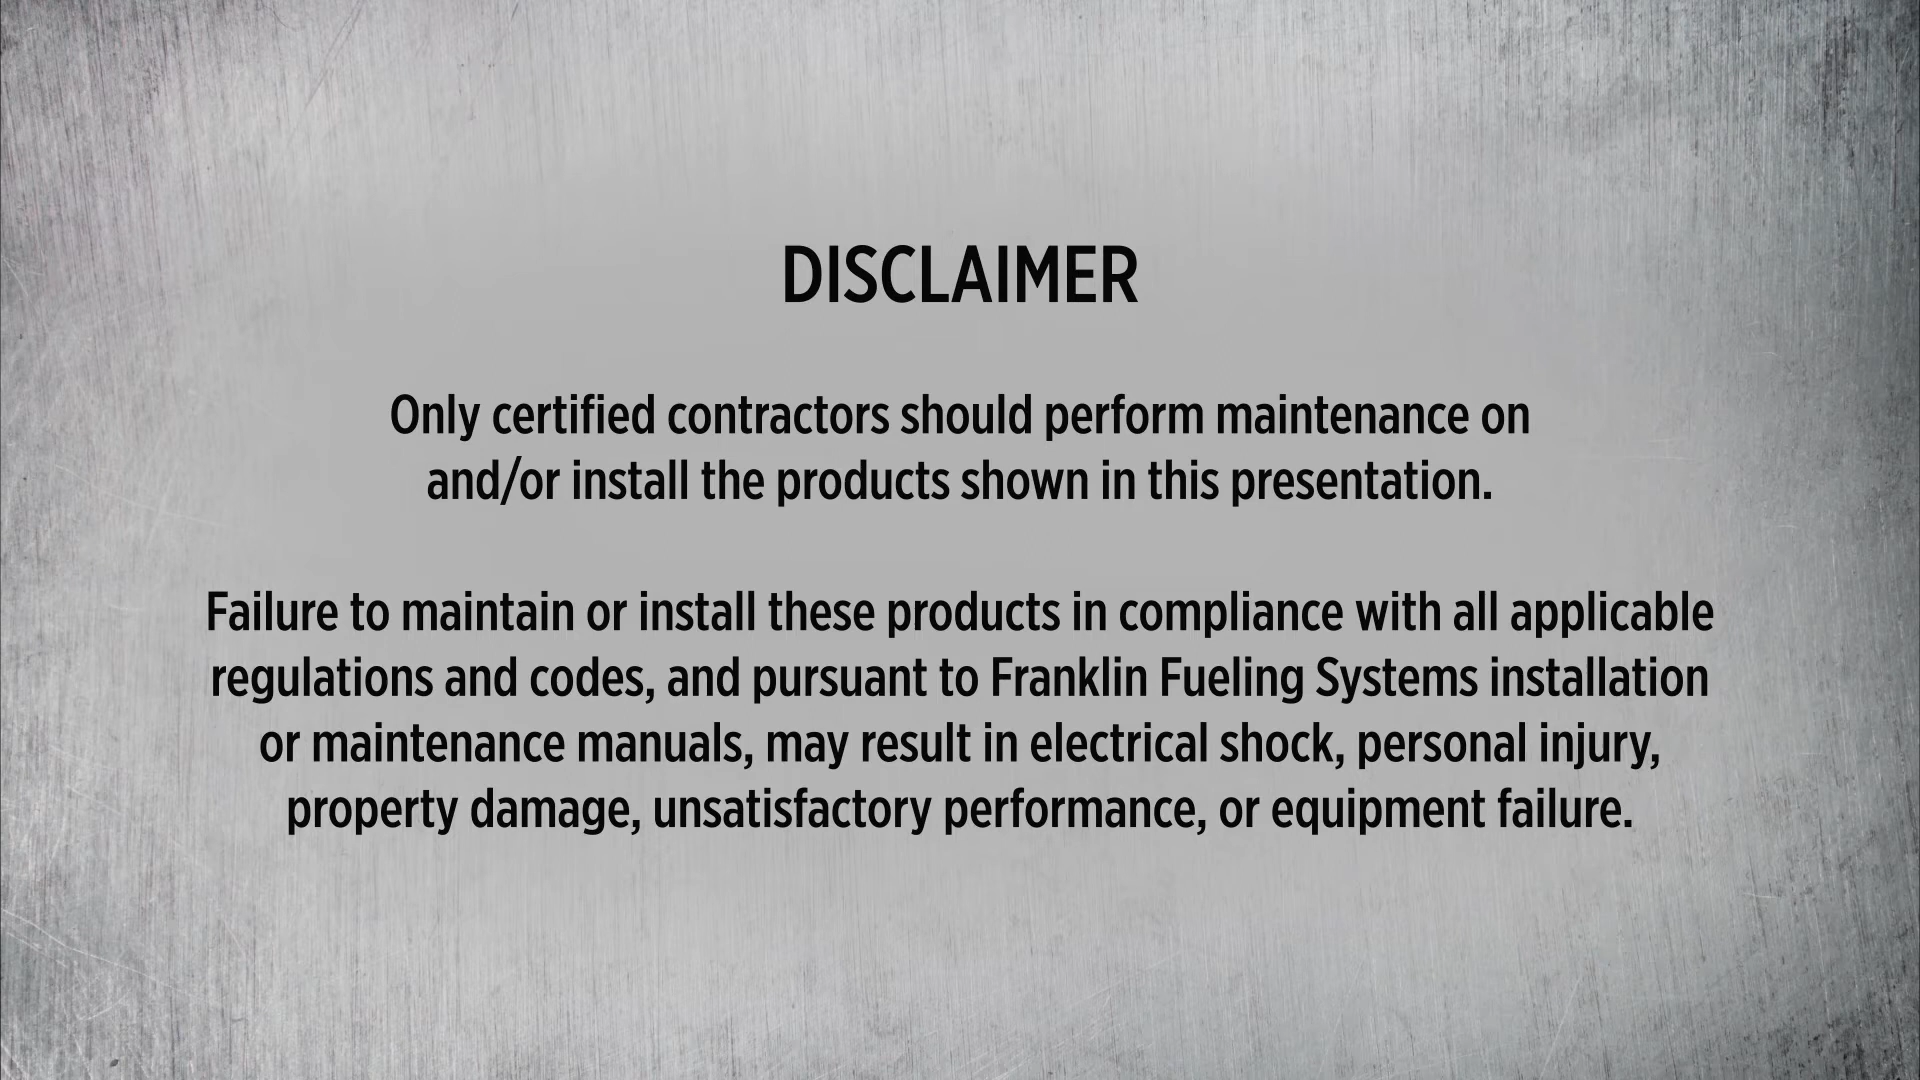 DISCLAIMER
Only certified contractors should perform maintenance on
and/or install the products shown in this presentation.
Failure to maintain or install these products in compliance with all applicable
regulations and codes, and pursuant to Franklin Fueling Systems installation
or maintenance manuals, may result in electrical shock, personal injury,
property damage, unsatisfactory performance, or equipment failure.